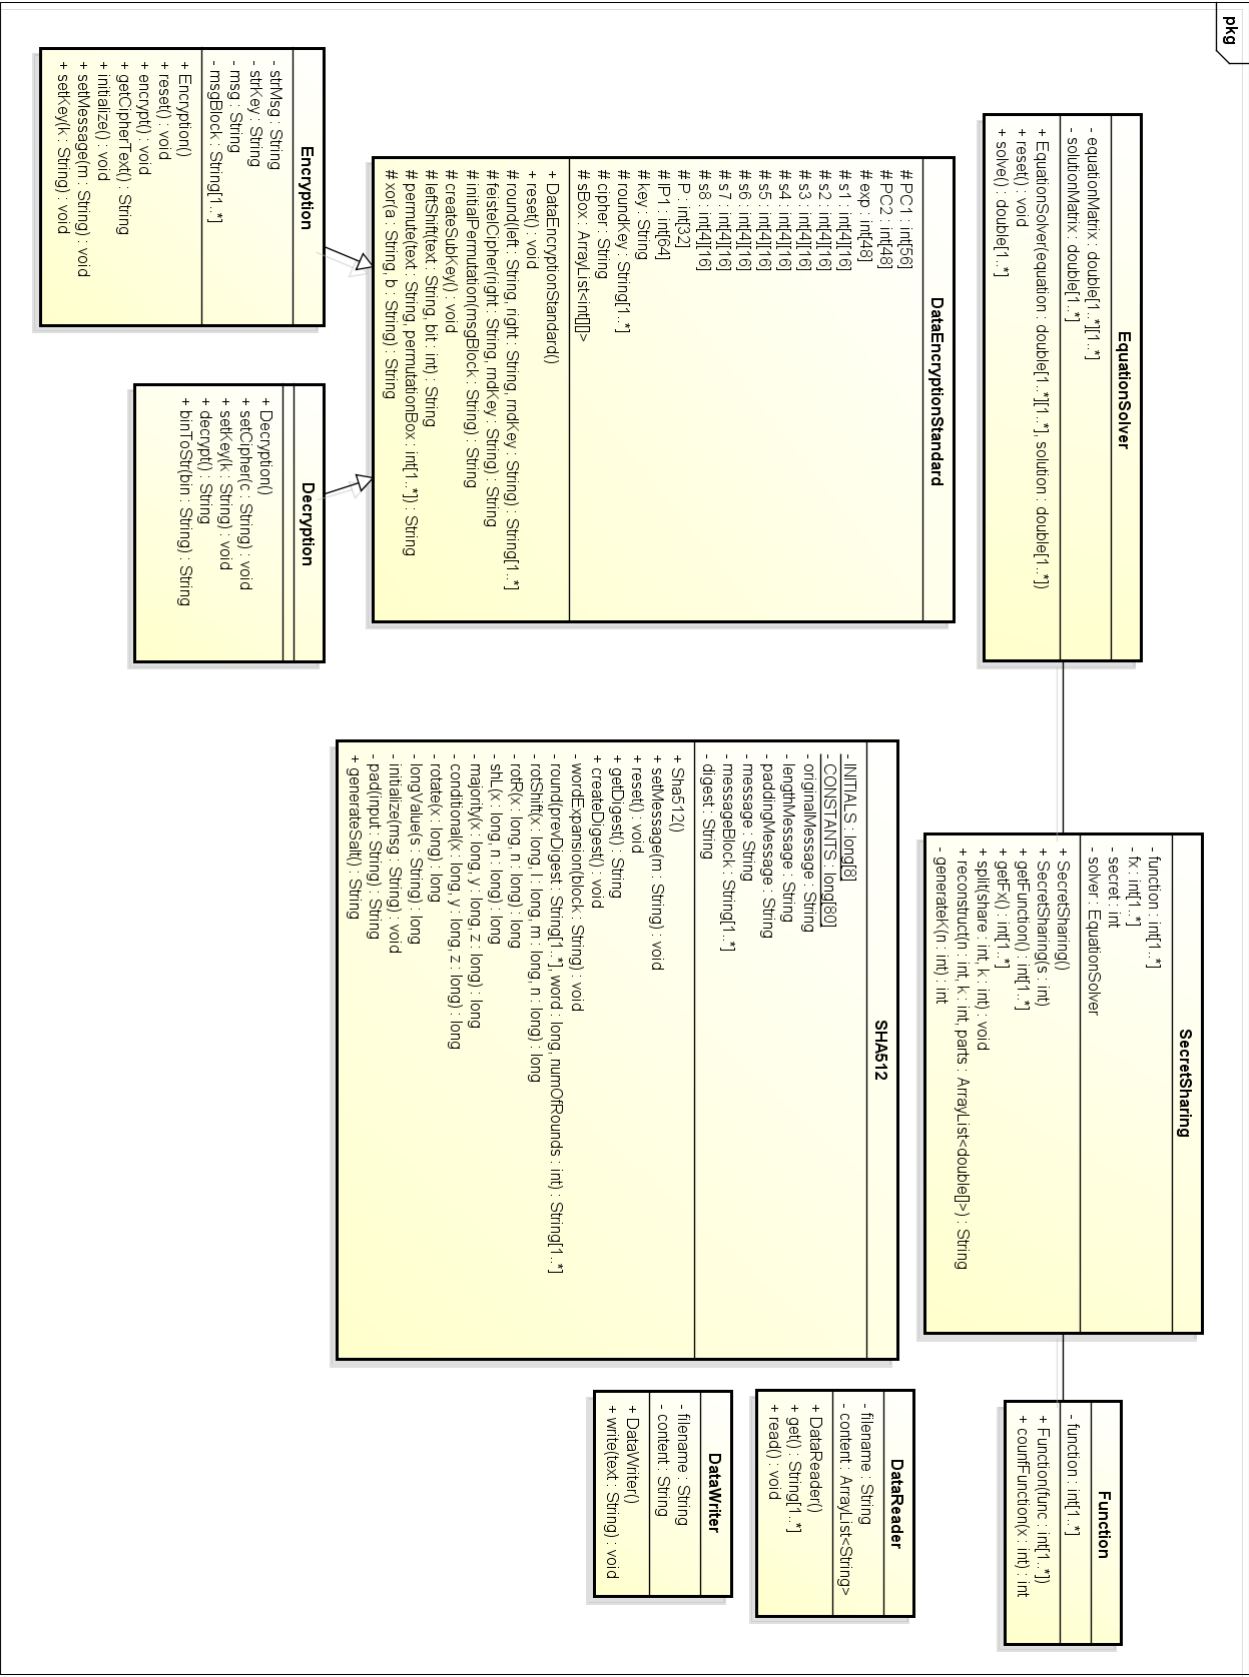 pkg
EquationSolver
- equationMatrix : double[1..*][1..*]
- solutionMatrix : double[1..*]
+ EquationSolver(equation : double[1..*][1..*], solution : double[1..*])
+ reset() : void
+ solve() : double[1..*]
SecretSharing
- function : int[1..*]
- fx : int[1..*]
- secret : int
- solver : EquationSolver
+ SecretSharing()
+ SecretSharing(s : int)
+ getFunction() : int[1..*]
+ getFx() : int[1..*]
+ split(share : int, k : int) : void
+ reconstruct(n : int, k : int, parts : ArrayList<double[]>) : String
- generateK(n : int) : int
Function
- function : int[1..*]
+ Function(func : int[1..*])
+ countFunction(x : int) : int
DataEncryptionStandard
# PC1 : int[56]
# PC2 : int[48]
# exp : int[48]
# s1 : int[4][16]
# s2 : int[4][16]
# s3 : int[4][16]
# s4 : int[4][16]
# s5 : int[4][16]
# s6 : int[4][16]
# s7 : int[4][16]
# s8 : int[4][16]
# P : int[32]
# IP1 : int[64]
# key : String
# roundKey : String[1..*]
# cipher : String
# sBox : ArrayList<int[][]>
+ DataEncryptionStandard()
+ reset() : void
# round(left : String, right : String, rndKey : String) : String[1..*]
# feistelCipher(right : String, rndKey : String) : String
# initialPermutation(msgBlock : String) : String
# createSubKey() : void
# leftShift(text : String, bit : int) : String
# permute(text : String, permutationBox : int[1..*]) : String
# xor(a : String, b : String) : String
SHA512
- INITIALS : long[8]
- CONSTANTS : long[80]
- originalMessage : String
- lengthMessage : String
- paddingMessage : String
- message : String
- messageBlock : String[1..*]
- digest : String
+ Sha512()
+ setMessage(m : String) : void
+ reset() : void
+ getDigest() : String
+ createDigest() : void
- wordExpansion(block : String) : void
- round(prevDigest : String[1..*], word : long, numOfRounds : int) : String[1..*]
- rotShift(x : long, l : long, m : long, n : long) : long
- rotR(x : long, n : long) : long
- shL(x : long, n : long) : long
- majority(x : long, y : long, z : long) : long
- conditional(x : long, y : long, z : long) : long
- rotate(x : long) : long
- longValue(s : String) : long
- initialize(msg : String) : void
- pad(input : String) : String
+ generateSalt() : String
DataReader
- filename : String
- content : ArrayList<String>
+ DataReader()
+ get() : String[1..*]
+ read() : void
DataWriter
- filename : String
- content : String
+ DataWriter()
+ write(text : String) : void
Encryption
- strMsg : String
- strKey : String
- msg : String
- msgBlock : String[1..*]
+ Encryption()
+ reset() : void
+ encrypt() : void
+ getCipherText() : String
+ initialize() : void
+ setMessage(m : String) : void
+ setKey(k : String) : void
Decryption
+ Decryption()
+ setCipher(c : String) : void
+ setKey(k : String) : void
+ decrypt() : String
+ binToStr(bin : String) : String